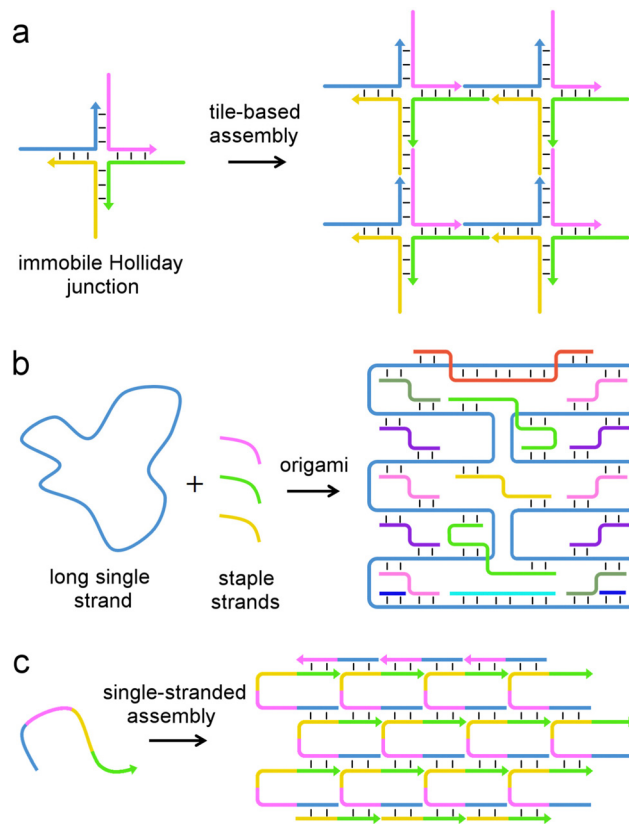 a
tile-based
assembly
immobile Holliday
junction
b
+
origami
long single
strand
staple
strands
c
single-stranded
assembly